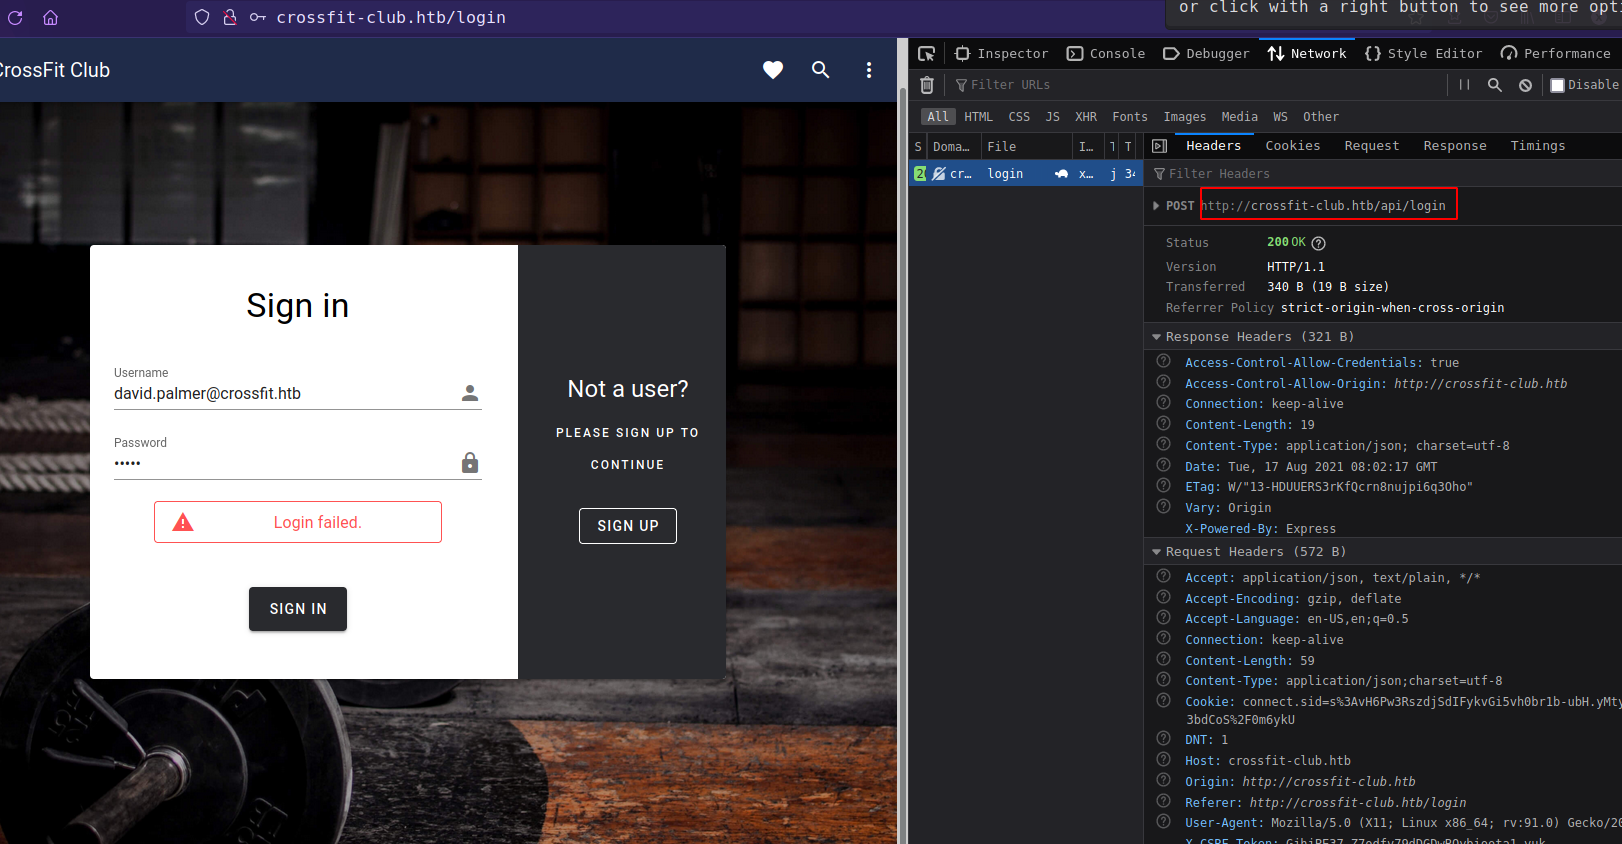 crossfit-club.htb/login
or click with a right button to see more opti
CrossFit Club
Sign in
Username
david.palmer@crossfit.htb
Password
•••••
Login failed.
SIGN IN
Not a user?
PLEASE SIGN UP TO
CONTINUE
SIGN UP
Inspector Console Debugger Network Style Editor Performance
Filter URLs
Disable
All HTML CSS JS XHR Fonts Images Media WS Other
S Doma… File I… T T
2 cr… login x… j 34
Headers Cookies Request Response Timings
Filter Headers
POST http://crossfit-club.htb/api/login
Status 200 OK
Version HTTP/1.1
Transferred 340 B (19 B size)
Referrer Policy strict-origin-when-cross-origin
Response Headers (321 B)
Access-Control-Allow-Credentials: true
Access-Control-Allow-Origin: http://crossfit-club.htb
Connection: keep-alive
Content-Length: 19
Content-Type: application/json; charset=utf-8
Date: Tue, 17 Aug 2021 08:02:17 GMT
ETag: W/"13-HDUUERS3rKfQcrn8nujpi6q3Oho"
Vary: Origin
X-Powered-By: Express
Request Headers (572 B)
Accept: application/json, text/plain, */*
Accept-Encoding: gzip, deflate
Accept-Language: en-US,en;q=0.5
Connection: keep-alive
Content-Length: 59
Content-Type: application/json;charset=utf-8
Cookie: connect.sid=s%3AvH6Pw3RszdjSdIFykvGi5vh0br1b-ubH.yMty
3bdCoS%2F0m6ykU
DNT: 1
Host: crossfit-club.htb
Origin: http://crossfit-club.htb
Referer: http://crossfit-club.htb/login
User-Agent: Mozilla/5.0 (X11; Linux x86_64; rv:91.0) Gecko/20
X-CSRF-Token: